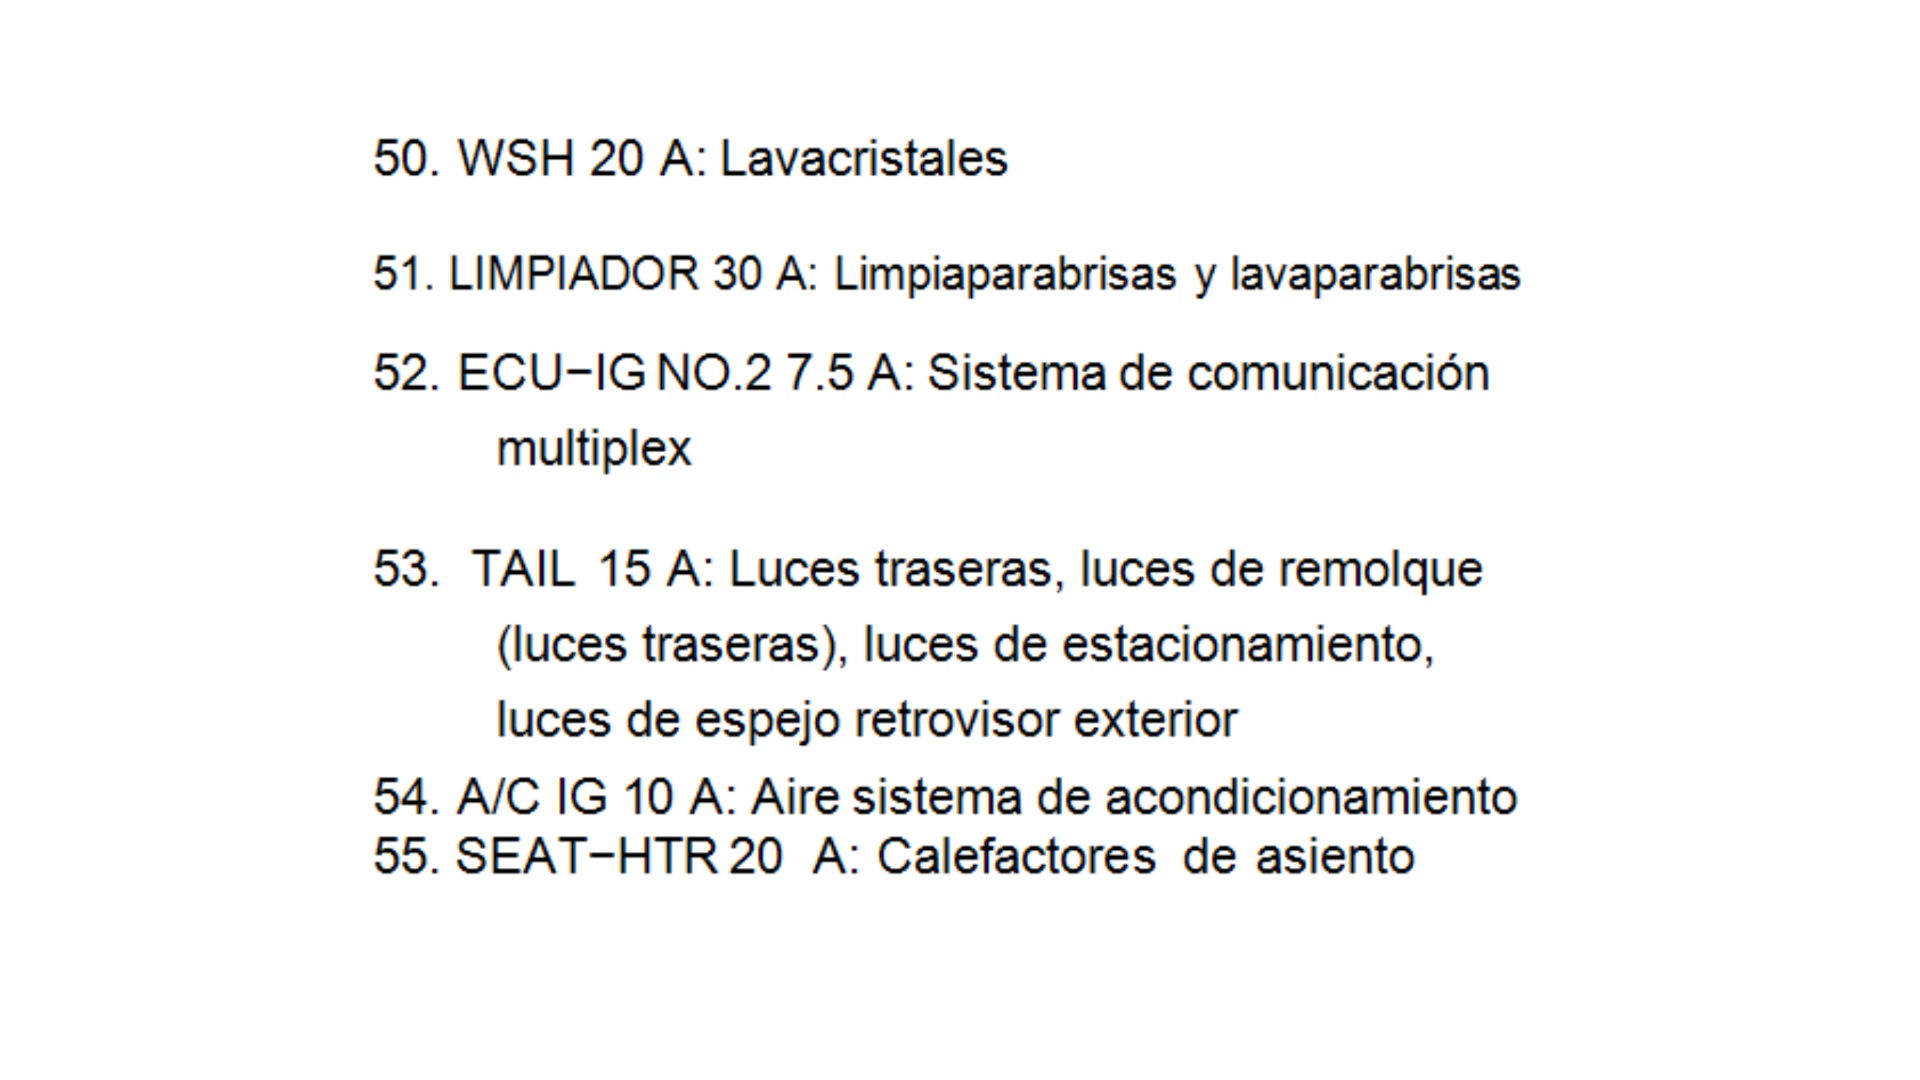 50. WSH 20 A: Lavacristales
51. LIMPIADOR 30 A: Limpiaparabrisas y lavaparabrisas
52. ECU−IG NO.2 7.5 A: Sistema de comunicación
multiplex
53. TAIL 15 A: Luces traseras, luces de remolque
(luces traseras), luces de estacionamiento,
luces de espejo retrovisor exterior
54. A/C IG 10 A: Aire sistema de acondicionamiento
55. SEAT−HTR 20 A: Calefactores de asiento